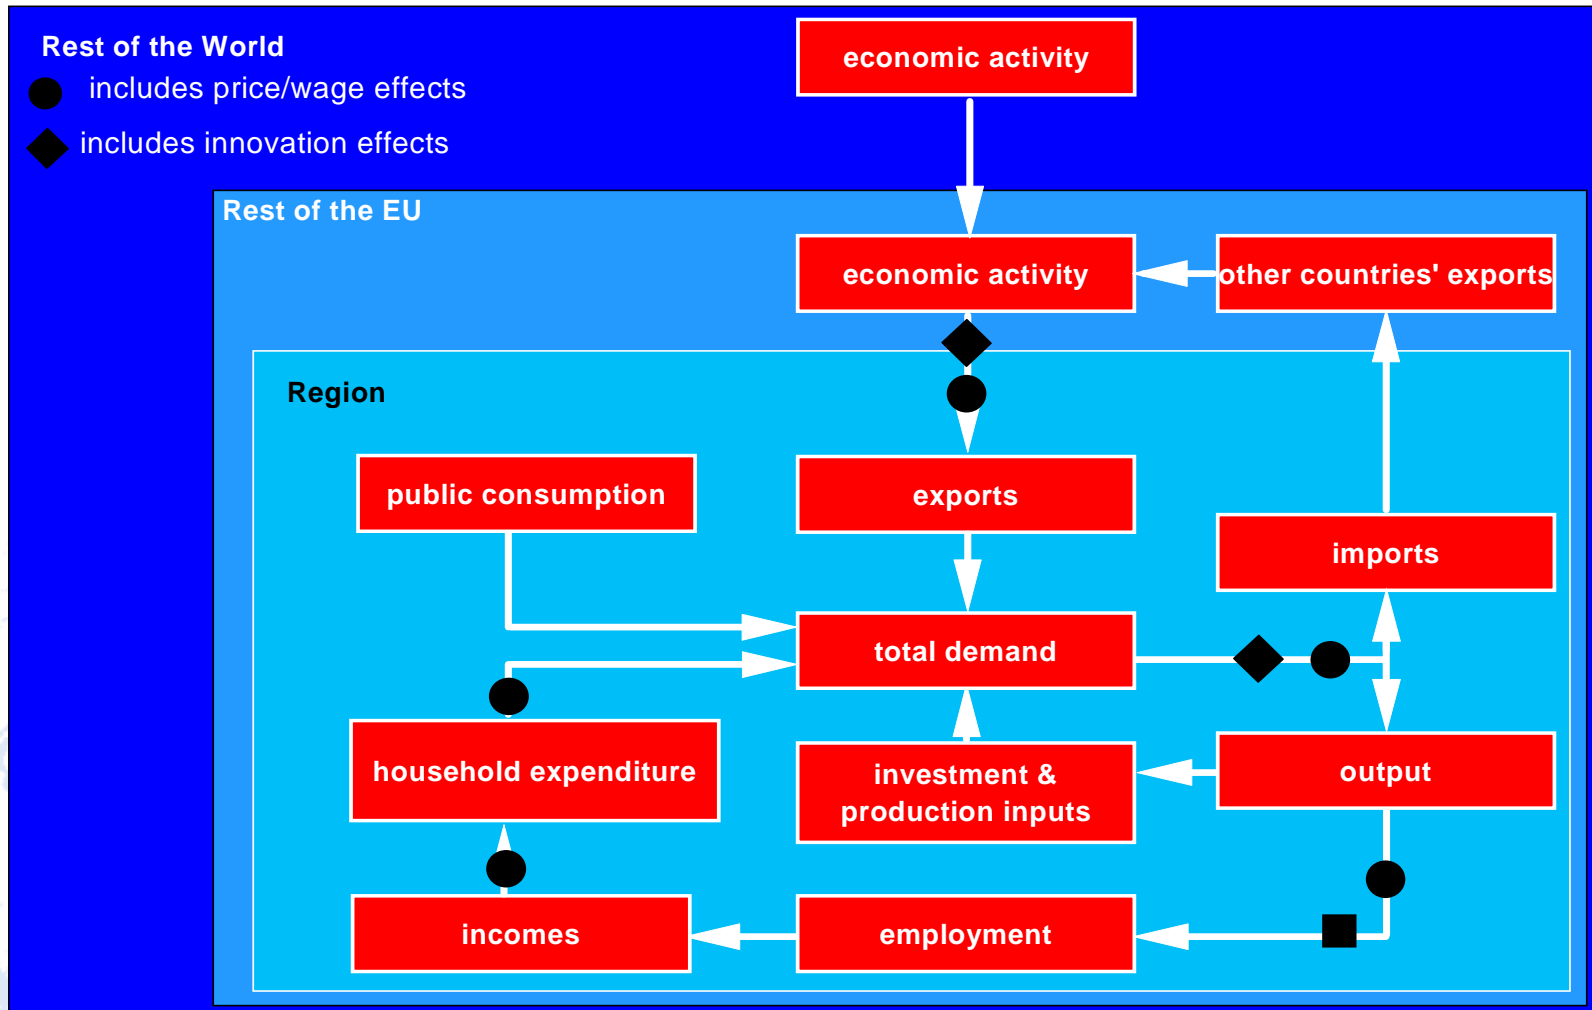 Rest of the World
includes price/wage effects
includes innovation effects
economic activity
Rest of the EU
economic activity
other countries' exports
Region
public consumption
exports
imports
total demand
household expenditure
investment &
production inputs
output
incomes
employment